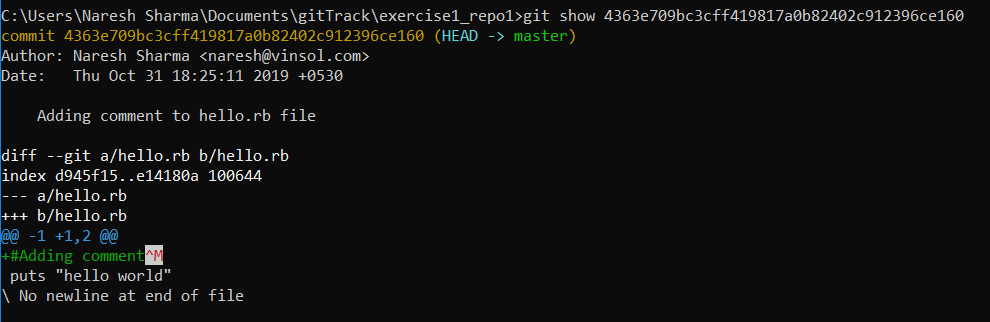 C:\Users\Naresh Sharma\Documents\gitTrack\exercise1_repo1>git show 4363e709bc3cff419817a0b82402c912396ce160
commit 4363e709bc3cff419817a0b82402c912396ce160 (HEAD -> master)
Author: Naresh Sharma <naresh@vinsol.com>
Date:   Thu Oct 31 18:25:11 2019 +0530
    Adding comment to hello.rb file
diff --git a/hello.rb b/hello.rb
index d945f15..e14180a 100644
--- a/hello.rb
+++ b/hello.rb
@@ -1 +1,2 @@
+#Adding comment^M
 puts "hello world"
\ No newline at end of file